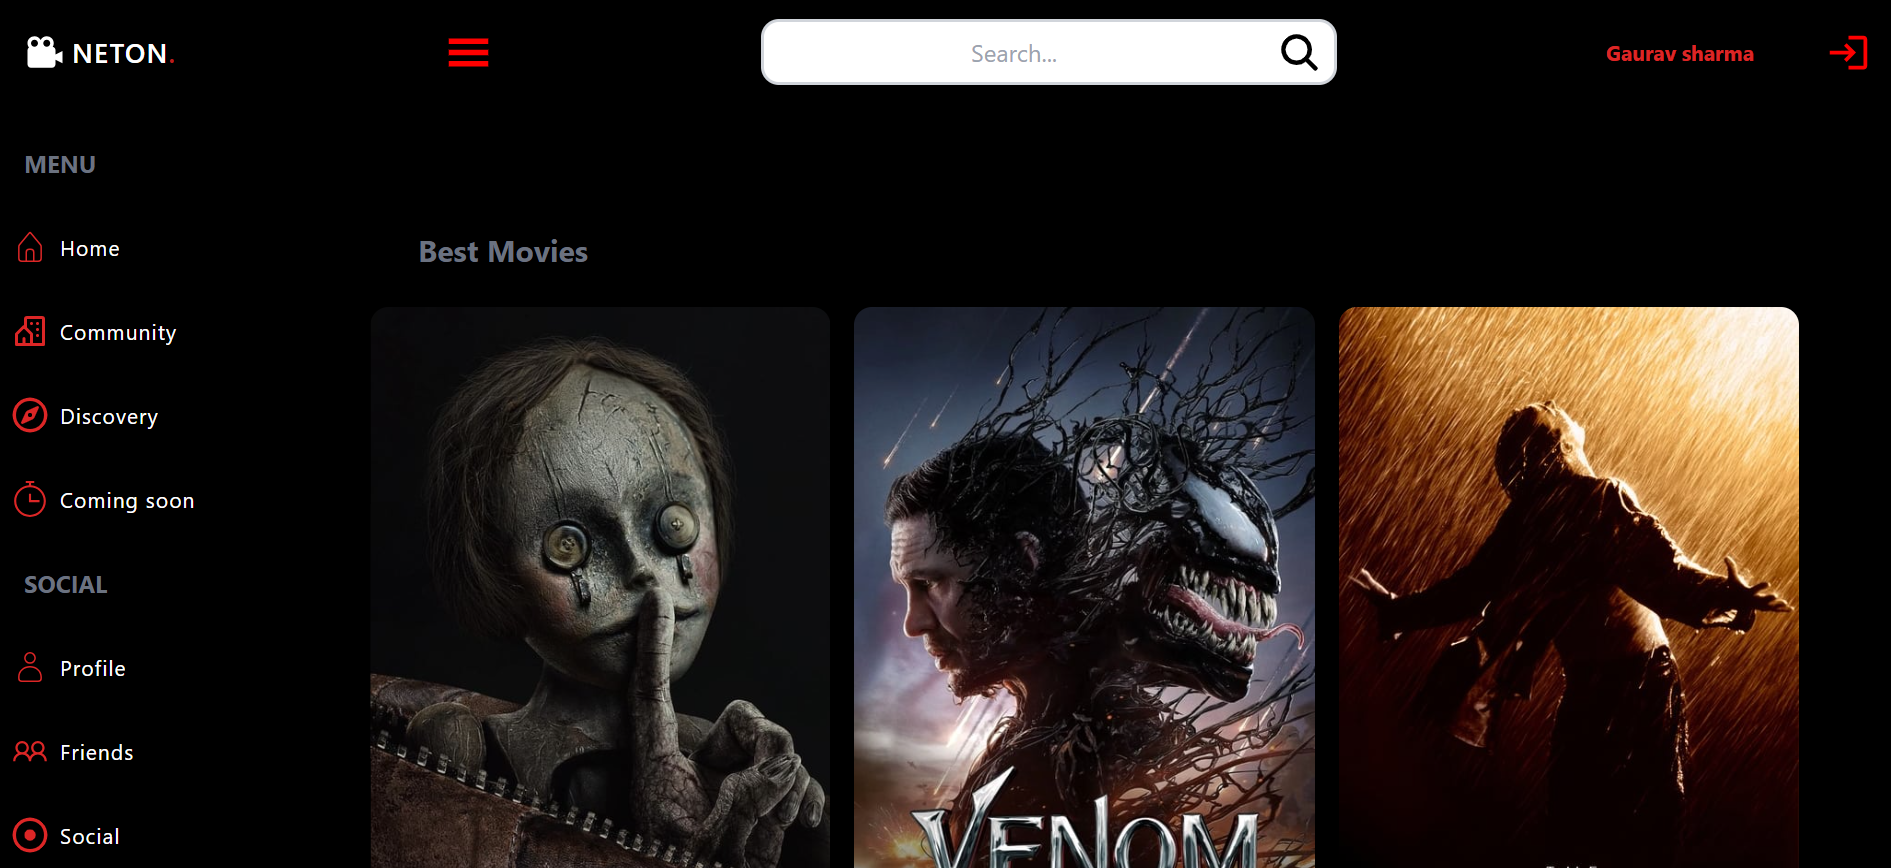 NETON.
Search...
Gaurav sharma
MENU
Home
Community
Discovery
Coming soon
SOCIAL
Profile
Friends
Social
Best Movies
VENOM